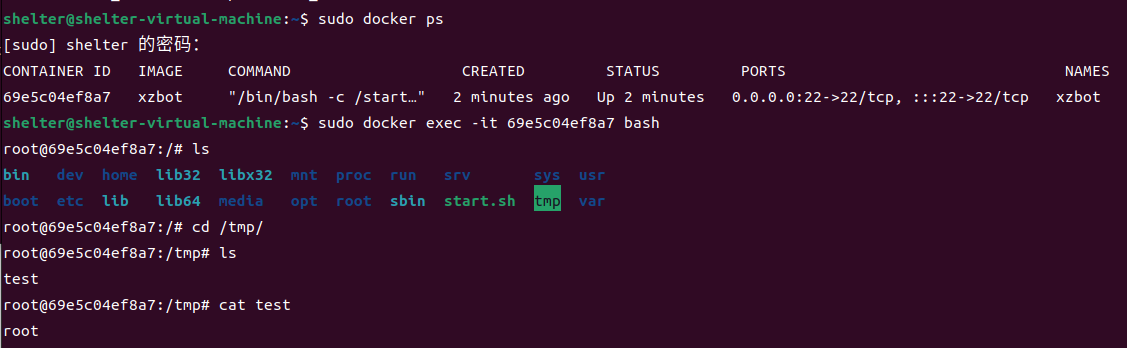 shelter@shelter-virtual-machine:~$ sudo docker ps
[sudo] shelter 的密码：
CONTAINER ID   IMAGE     COMMAND                   CREATED         STATUS         PORTS                                   NAMES
69e5c04ef8a7   xzbot     "/bin/bash -c /start…"   2 minutes ago   Up 2 minutes   0.0.0.0:22->22/tcp, :::22->22/tcp   xzbot
shelter@shelter-virtual-machine:~$ sudo docker exec -it 69e5c04ef8a7 bash
root@69e5c04ef8a7:/# ls
bin   dev  home  lib32  libx32  mnt  proc  run   srv       sys  usr
boot  etc  lib   lib64  media   opt  root  sbin  start.sh  tmp  var
root@69e5c04ef8a7:/# cd /tmp/
root@69e5c04ef8a7:/tmp# ls
test
root@69e5c04ef8a7:/tmp# cat test
root